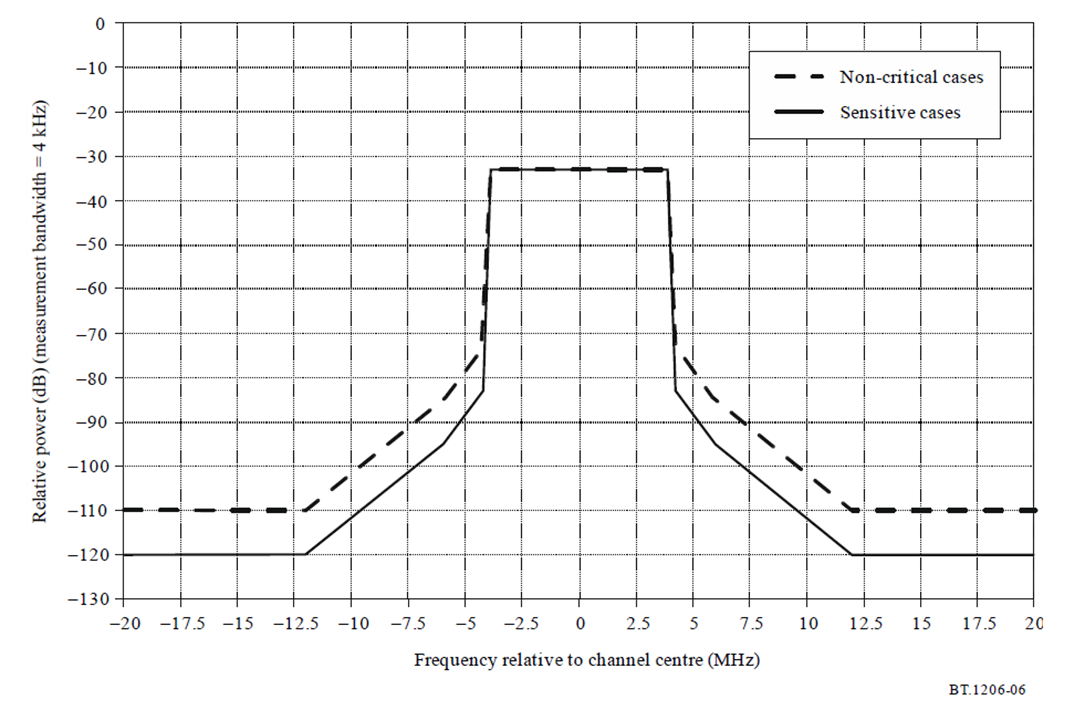 0
−10
−20
−30
−40
−50
−60
−70
−80
−90
−100
−110
−120
−130
Relative power (dB) (measurement bandwidth = 4 kHz)
Non-critical cases
Sensitive cases
−20 −17.5 −15 −12.5 −10 −7.5 −5 −2.5 0 2.5 5 7.5 10 12.5 15 17.5 20
Frequency relative to channel centre (MHz)
BT.1206-06